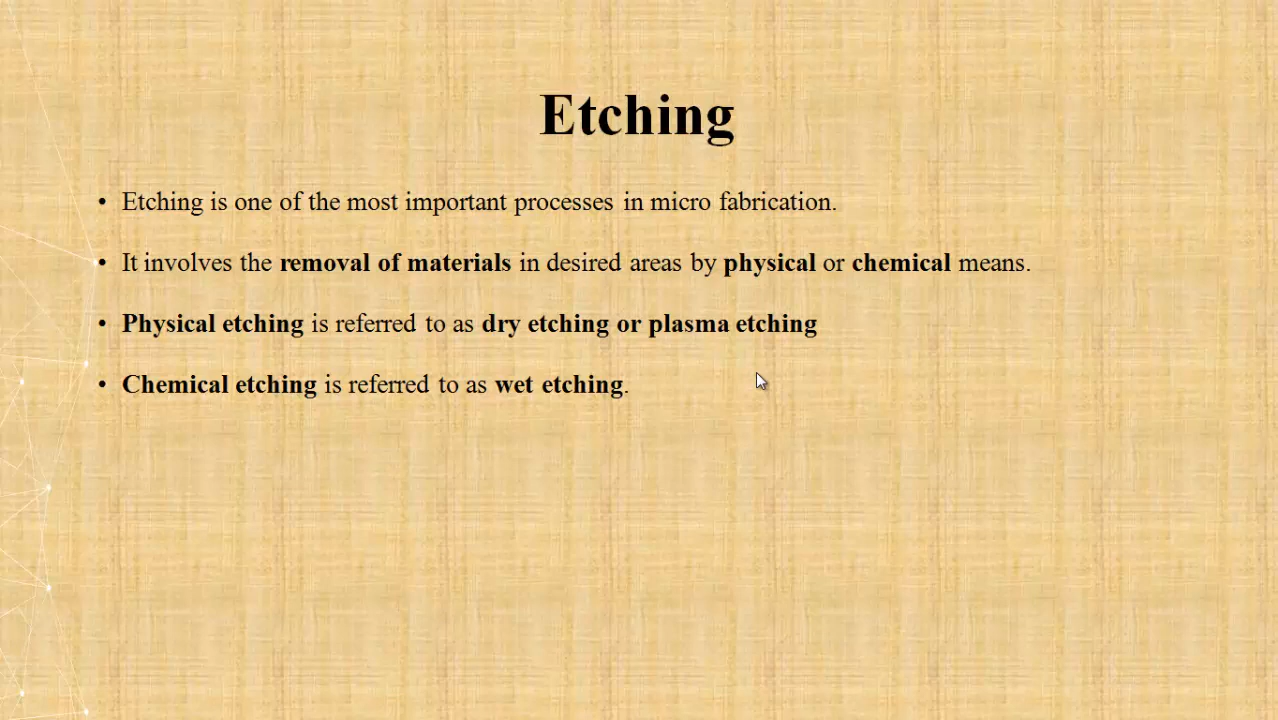 Etching
• Etching is one of the most important processes in micro fabrication.
• It involves the removal of materials in desired areas by physical or chemical means.
• Physical etching is referred to as dry etching or plasma etching
• Chemical etching is referred to as wet etching.